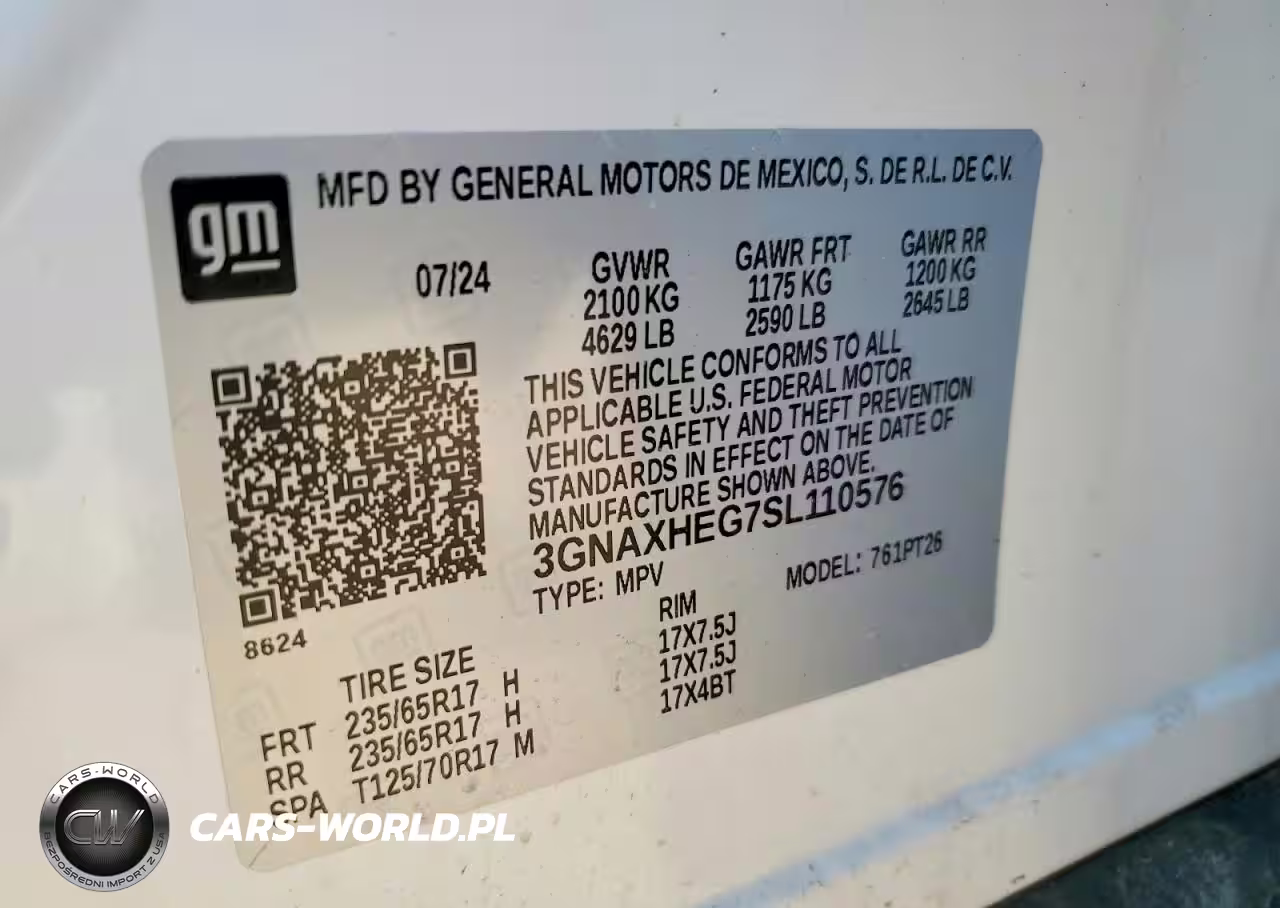 gm
MFD BY GENERAL MOTORS DE MEXICO, S. DE R.L. DE C.V.
07/24
GVWR
2100 KG
4629 LB
GAWR FRT
1175 KG
2590 LB
GAWR RR
1200 KG
2645 LB
THIS VEHICLE CONFORMS TO ALL
APPLICABLE U.S. FEDERAL MOTOR
VEHICLE SAFETY AND THEFT PREVENTION
STANDARDS IN EFFECT ON THE DATE OF
MANUFACTURE SHOWN ABOVE.
3GNAXHEG7SL110576
TYPE: MPV MODEL: 761PT26
8624
TIRE SIZE RIM
FRT 235/65R17 H 17X7.5J
RR 235/65R17 H 17X7.5J
SPA T125/70R17 M 17X4BT
CARS-WORLD
CW
BEZPOŚREDNI IMPORT Z USA
CARS-WORLD.PL